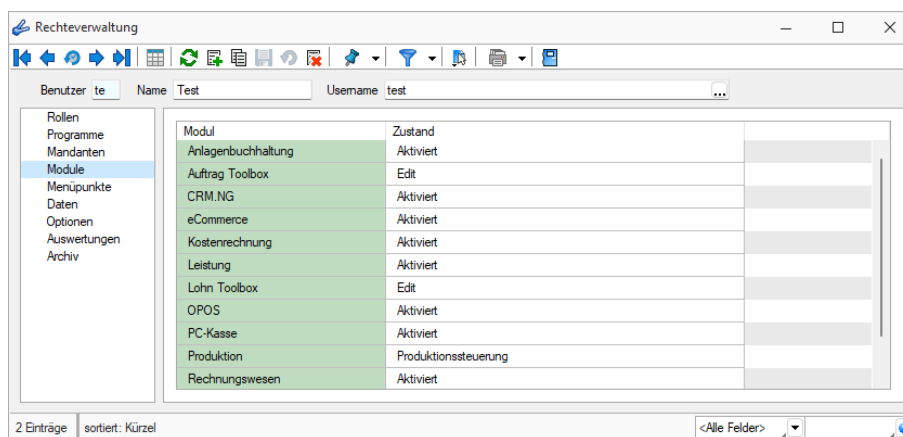 Rechteverwaltung
Benutzer te Name Test Username test ...
Rollen
Programme
Mandanten
Module
Menüpunkte
Daten
Optionen
Auswertungen
Archiv
Modul Zustand
Anlagenbuchhaltung Aktiviert
Auftrag Toolbox Edit
CRM.NG Aktiviert
eCommerce Aktiviert
Kostenrechnung Aktiviert
Leistung Aktiviert
Lohn Toolbox Edit
OPOS Aktiviert
PC-Kasse Aktiviert
Produktion Produktionssteuerung
Rechnungswesen Aktiviert
2 Einträge sortiert: Kürzel <Alle Felder>